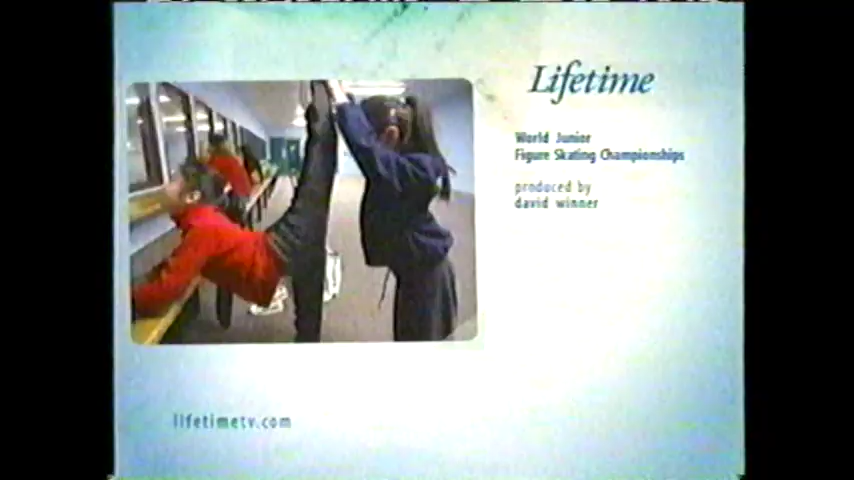 Lifetime
World Junior
Figure Skating Championships
produced by
david winner
lifetimetv.com